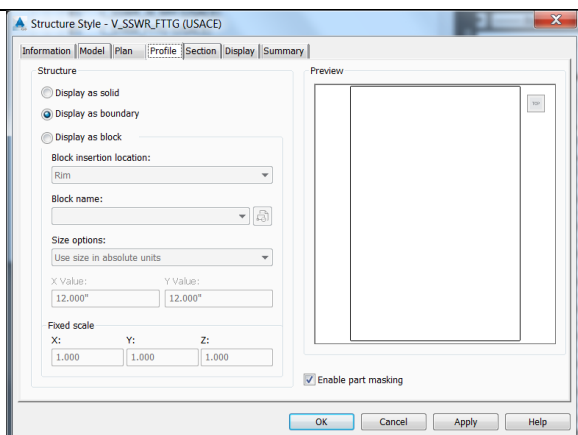 Structure Style - V_SSWR_FTTG (USACE)
Information Model Plan Profile Section Display Summary
Structure
Display as solid
Display as boundary
Display as block
Block insertion location:
Rim
Block name:
Size options:
Use size in absolute units
X Value: Y Value:
12.000" 12.000"
Fixed scale
X: Y: Z:
1.000 1.000 1.000
Preview
TOP
Enable part masking
OK Cancel Apply Help